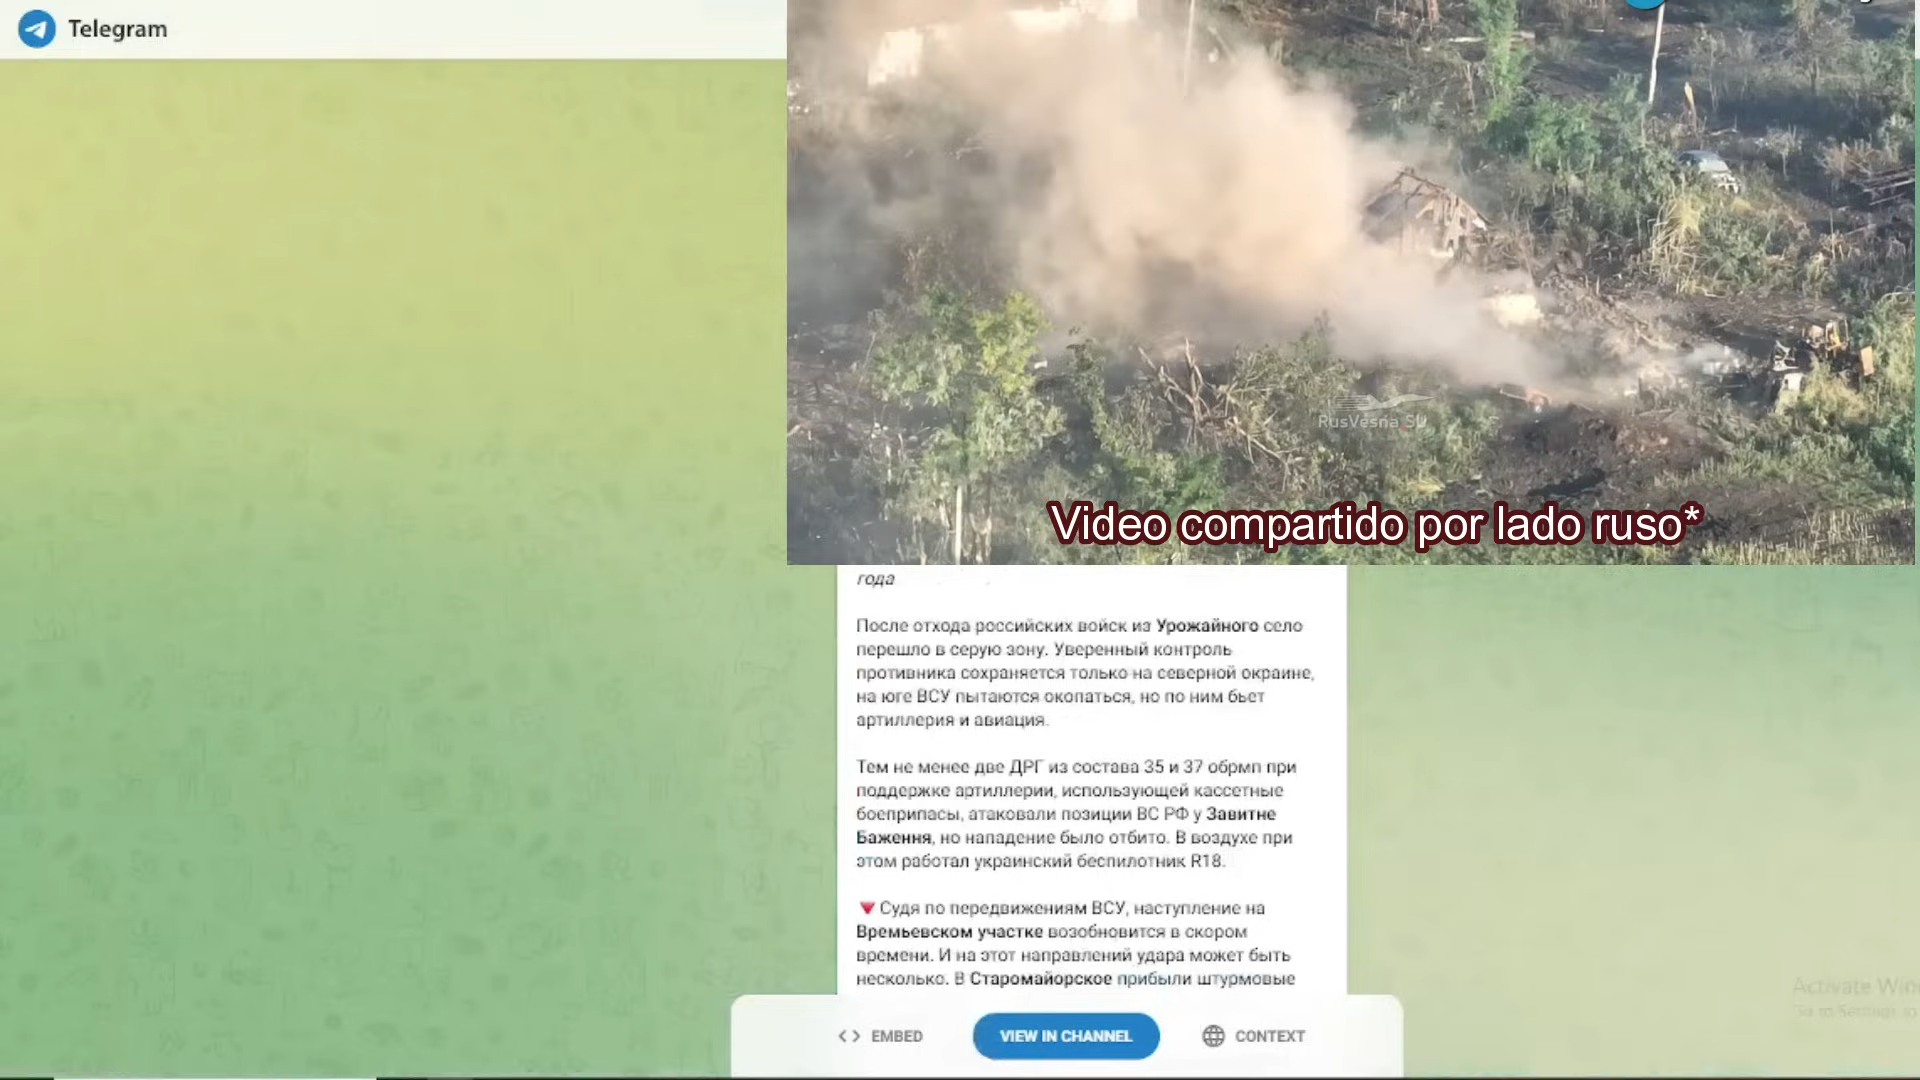 Telegram
RusVesna.SU
Video compartido por lado ruso*
года
После отхода российских войск из Урожайного село
перешло в серую зону. Уверенный контроль
противника сохраняется только на северной окраине,
на юге ВСУ пытаются окопаться, но по ним бьет
артиллерия и авиация.
Тем не менее две ДРГ из состава 35 и 37 обрмп при
поддержке артиллерии, использующей кассетные
боеприпасы, атаковали позиции ВС РФ у Завитне
Баження, но нападение было отбито. В воздухе при
этом работал украинский беспилотник R18.
Судя по передвижениям ВСУ, наступление на
Времьевском участке возобновится в скором
времени. И на этот направлений удара может быть
несколько. В Старомайорское прибыли штурмовые
EMBED
VIEW IN CHANNEL
CONTEXT
Activate